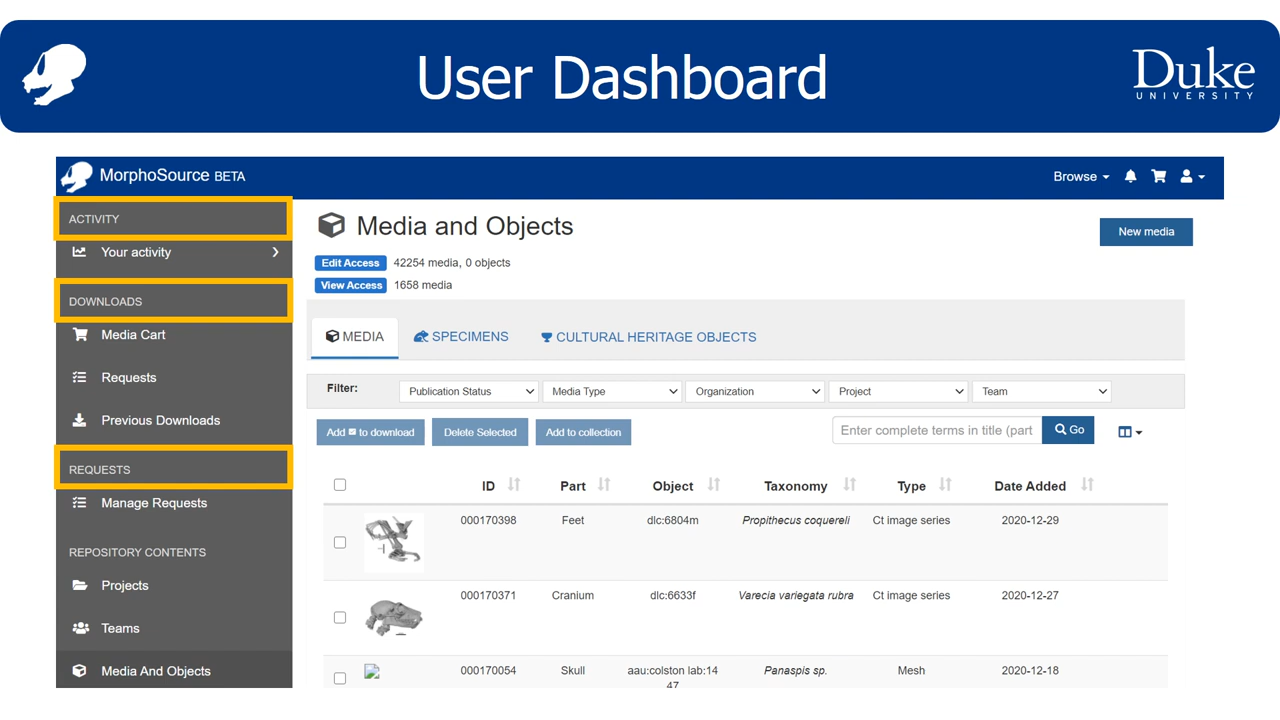 User Dashboard
Duke
UNIVERSITY
MorphoSource BETA
Browse
ACTIVITY
Your activity
DOWNLOADS
Media Cart
Requests
Previous Downloads
REQUESTS
Manage Requests
REPOSITORY CONTENTS
Projects
Teams
Media And Objects
Media and Objects
New media
Edit Access 42254 media, 0 objects
View Access 1658 media
MEDIA SPECIMENS CULTURAL HERITAGE OBJECTS
Filter: Publication Status Media Type Organization Project Team
Add to download Delete Selected Add to collection Enter complete terms in title (part Go
ID Part Object Taxonomy Type Date Added
000170398 Feet dlc:6804m Propithecus coquereli Ct image series 2020-12-29
000170371 Cranium dlc:6633f Varecia variegata rubra Ct image series 2020-12-27
000170054 Skull aau:colston lab:14 Panaspis sp. Mesh 2020-12-18
47